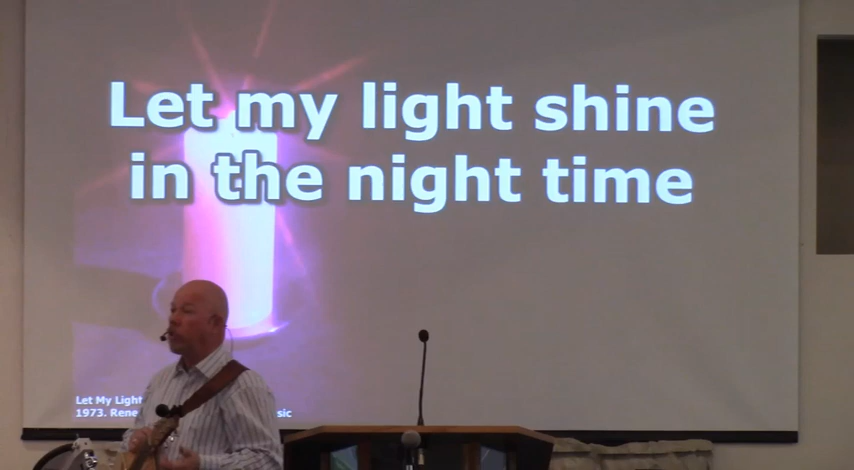 Let my light shine
in the night time
Let My Light
1973. Rene sic